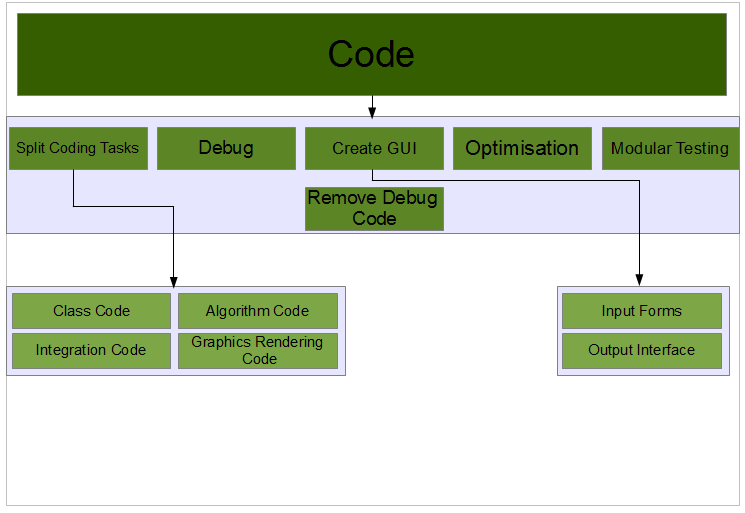 Code
Split Coding Tasks
Debug
Create GUI
Optimisation
Modular Testing
Remove Debug
Code
Class Code
Algorithm Code
Integration Code
Graphics Rendering
Code
Input Forms
Output Interface